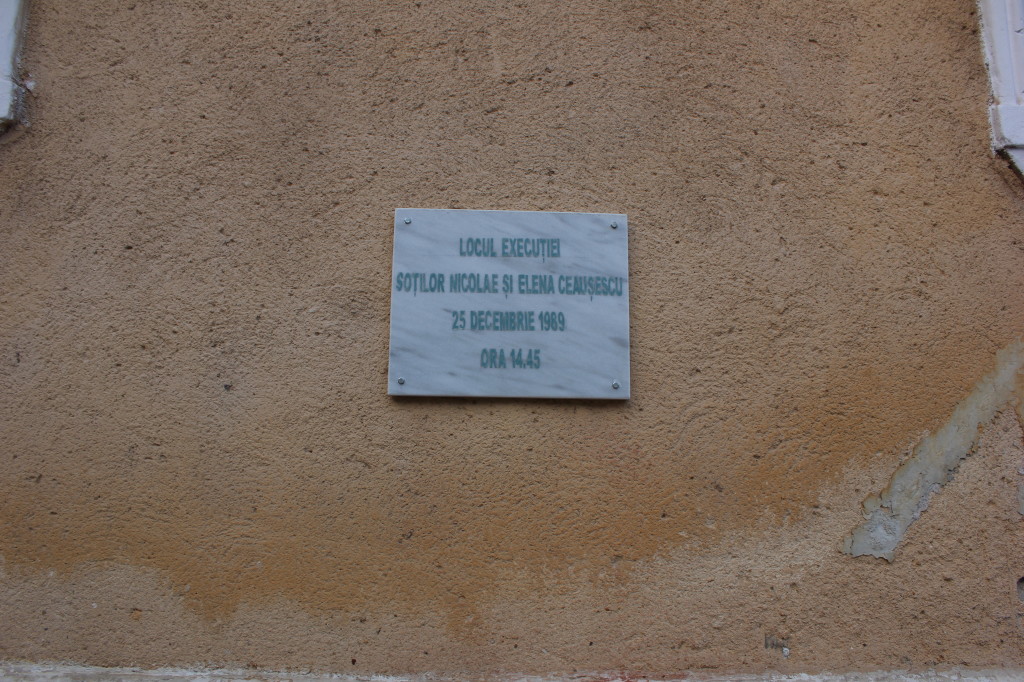 LOCUL EXECUȚIEI
SOȚILOR NICOLAE ȘI ELENA CEAUȘESCU
25 DECEMBRIE 1989
ORA 14.45